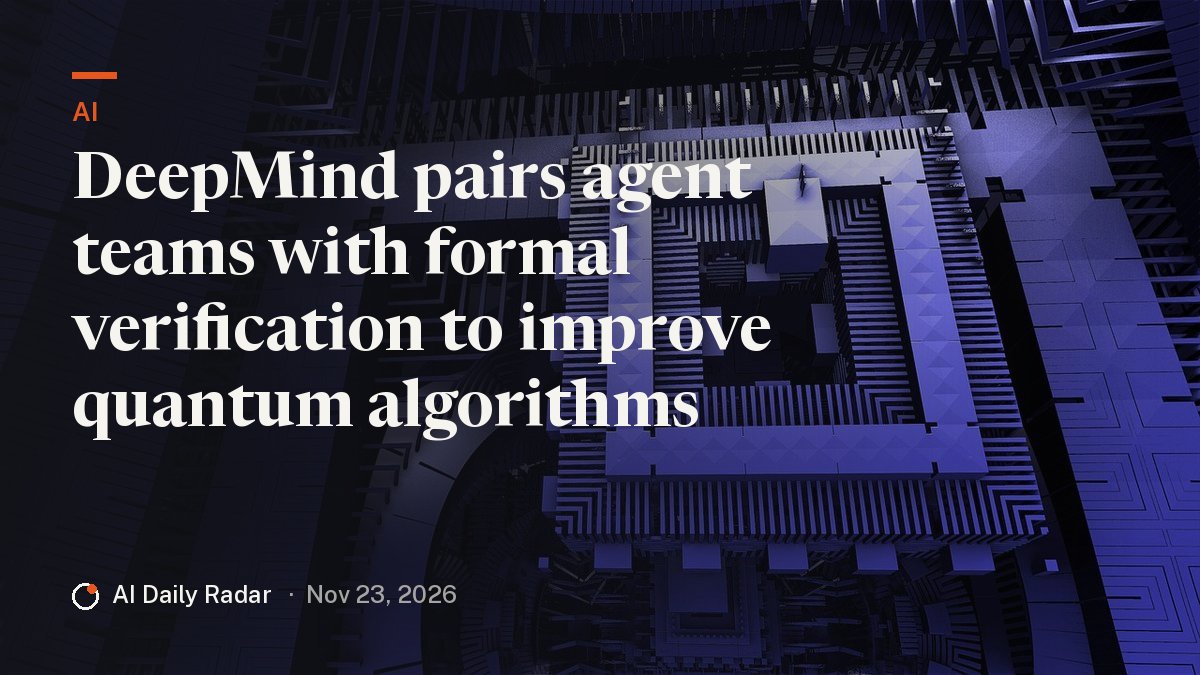 AI
DeepMind pairs agent
teams with formal
verification to improve
quantum algorithms
AI Daily Radar · Nov 23, 2026